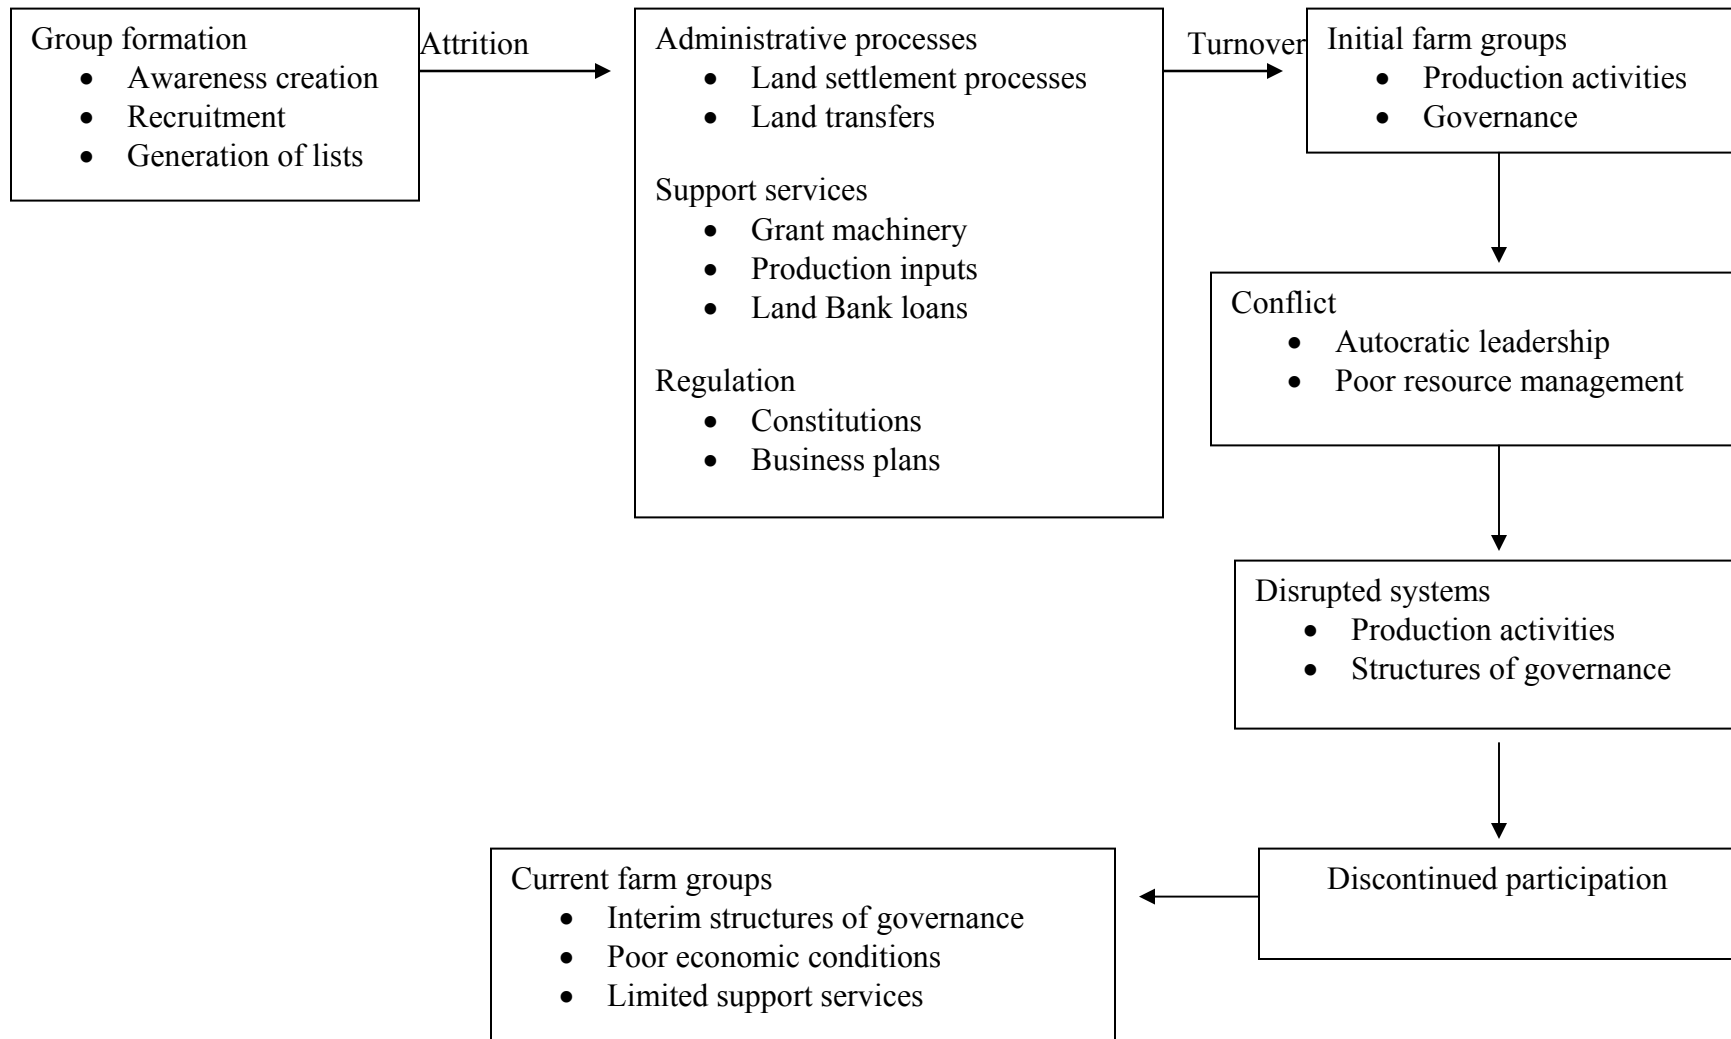 Group formation
• Awareness creation
• Recruitment
• Generation of lists
Attrition
Administrative processes
• Land settlement processes
• Land transfers
Support services
• Grant machinery
• Production inputs
• Land Bank loans
Regulation
• Constitutions
• Business plans
Turnover
Initial farm groups
• Production activities
• Governance
Conflict
• Autocratic leadership
• Poor resource management
Disrupted systems
• Production activities
• Structures of governance
Discontinued participation
Current farm groups
• Interim structures of governance
• Poor economic conditions
• Limited support services